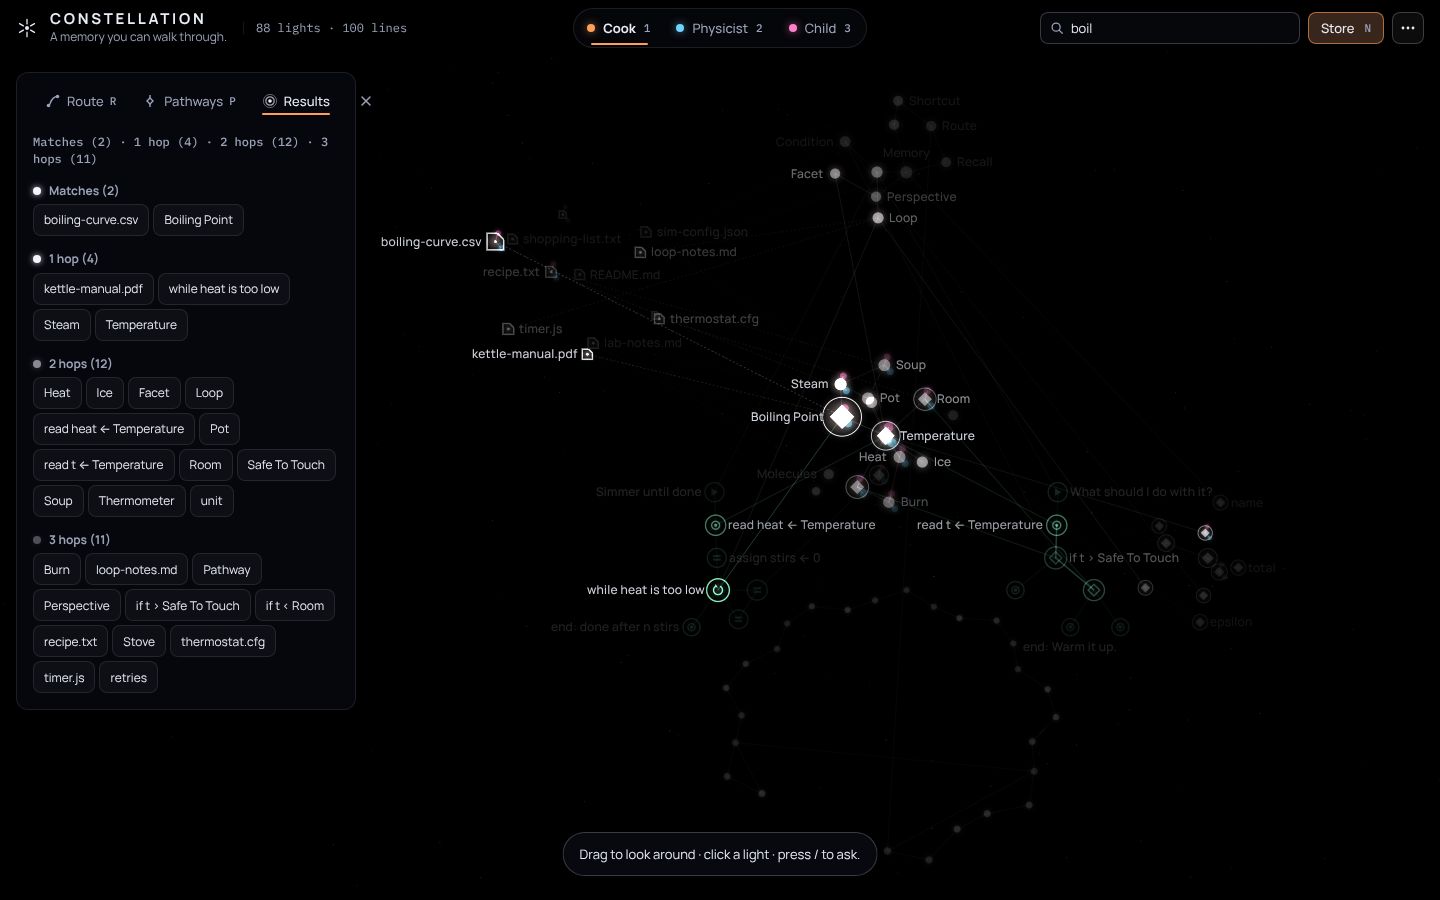 CONSTELLATION
A memory you can walk through.
88 lights · 100 lines
Cook 1
Physicist 2
Child 3
boil
Store N
Route R
Pathways P
Results
Matches (2) · 1 hop (4) · 2 hops (12) · 3
hops (11)
Matches (2)
boiling-curve.csv
Boiling Point
1 hop (4)
kettle-manual.pdf
while heat is too low
Steam
Temperature
2 hops (12)
Heat
Ice
Facet
Loop
read heat ← Temperature
Pot
read t ← Temperature
Room
Safe To Touch
Soup
Thermometer
unit
3 hops (11)
Burn
loop-notes.md
Pathway
Perspective
if t > Safe To Touch
if t < Room
recipe.txt
Stove
thermostat.cfg
timer.js
retries
Shortcut
Route
Condition
Memory
Recall
Facet
Perspective
Loop
boiling-curve.csv
shopping-list.txt
sim-config.json
loop-notes.md
recipe.txt
README.md
thermostat.cfg
timer.js
lab-notes.md
kettle-manual.pdf
Soup
Steam
Pot
Room
Boiling Point
Temperature
Heat
Ice
Molecules
Simmer until done
What should I do with it?
Burn
name
read heat ← Temperature
read t ← Temperature
assign stirs ← 0
if t > Safe To Touch
total
while heat is too low
end: done after n stirs
epsilon
end: Warm it up.
Drag to look around · click a light · press / to ask.